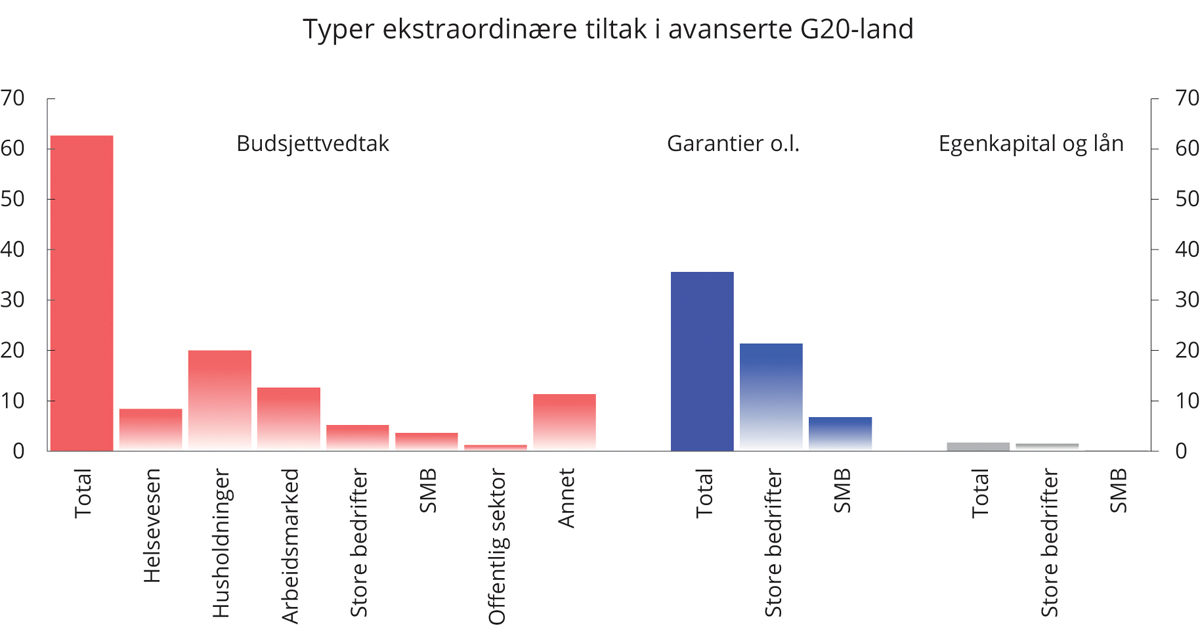 Typer ekstraordinære tiltak i avanserte G20-land
70
60
50
40
30
20
10
0
Budsjettvedtak
Garantier o.l.
Egenkapital og lån
70
60
50
40
30
20
10
0
Total
Helsevesen
Husholdninger
Arbeidsmarked
Store bedrifter
SMB
Offentlig sektor
Annet
Total
Store bedrifter
SMB
Total
Store bedrifter
SMB